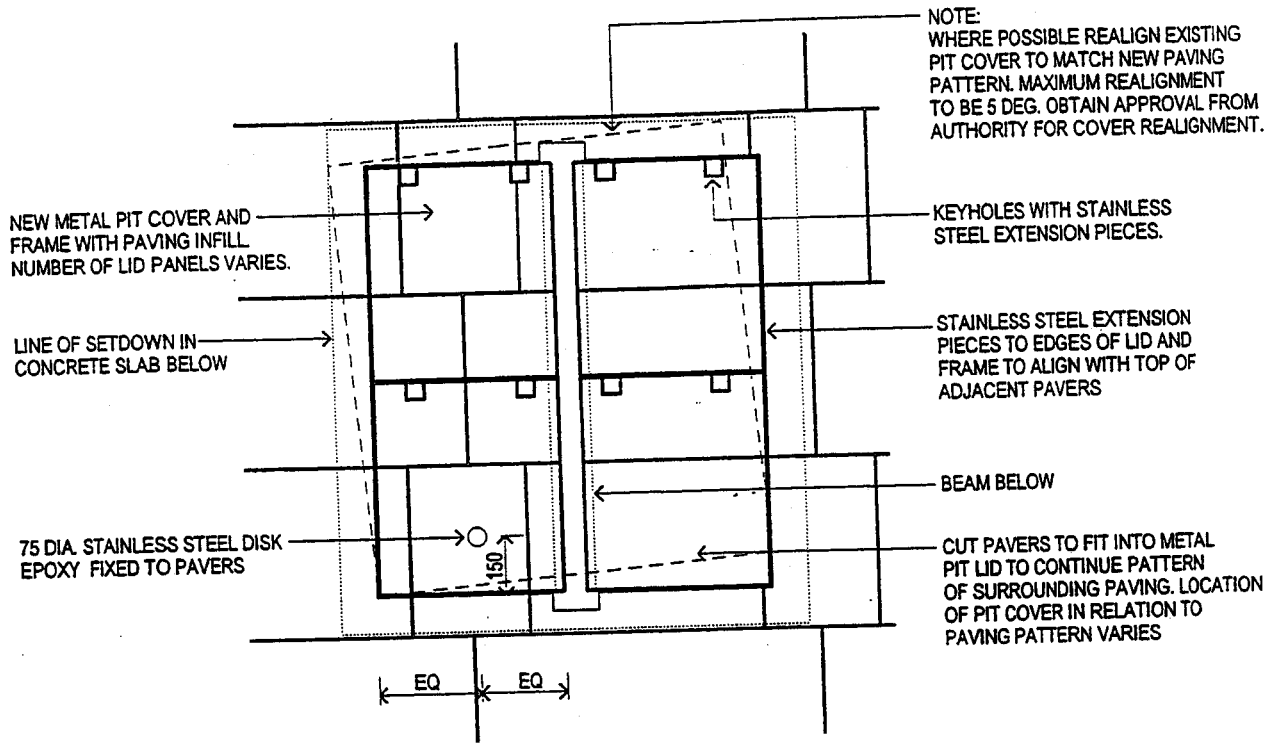 NOTE:
WHERE POSSIBLE REALIGN EXISTING
PIT COVER TO MATCH NEW PAVING
PATTERN. MAXIMUM REALIGNMENT
TO BE 5 DEG. OBTAIN APPROVAL FROM
AUTHORITY FOR COVER REALIGNMENT.
NEW METAL PIT COVER AND
FRAME WITH PAVING INFILL
NUMBER OF LID PANELS VARIES.
KEYHOLES WITH STAINLESS
STEEL EXTENSION PIECES.
LINE OF SETDOWN IN
CONCRETE SLAB BELOW
STAINLESS STEEL EXTENSION
PIECES TO EDGES OF LID AND
FRAME TO ALIGN WITH TOP OF
ADJACENT PAVERS
BEAM BELOW
75 DIA. STAINLESS STEEL DISK
EPOXY FIXED TO PAVERS
150
CUT PAVERS TO FIT INTO METAL
PIT LID TO CONTINUE PATTERN
OF SURROUNDING PAVING. LOCATION
OF PIT COVER IN RELATION TO
PAVING PATTERN VARIES
EQ EQ